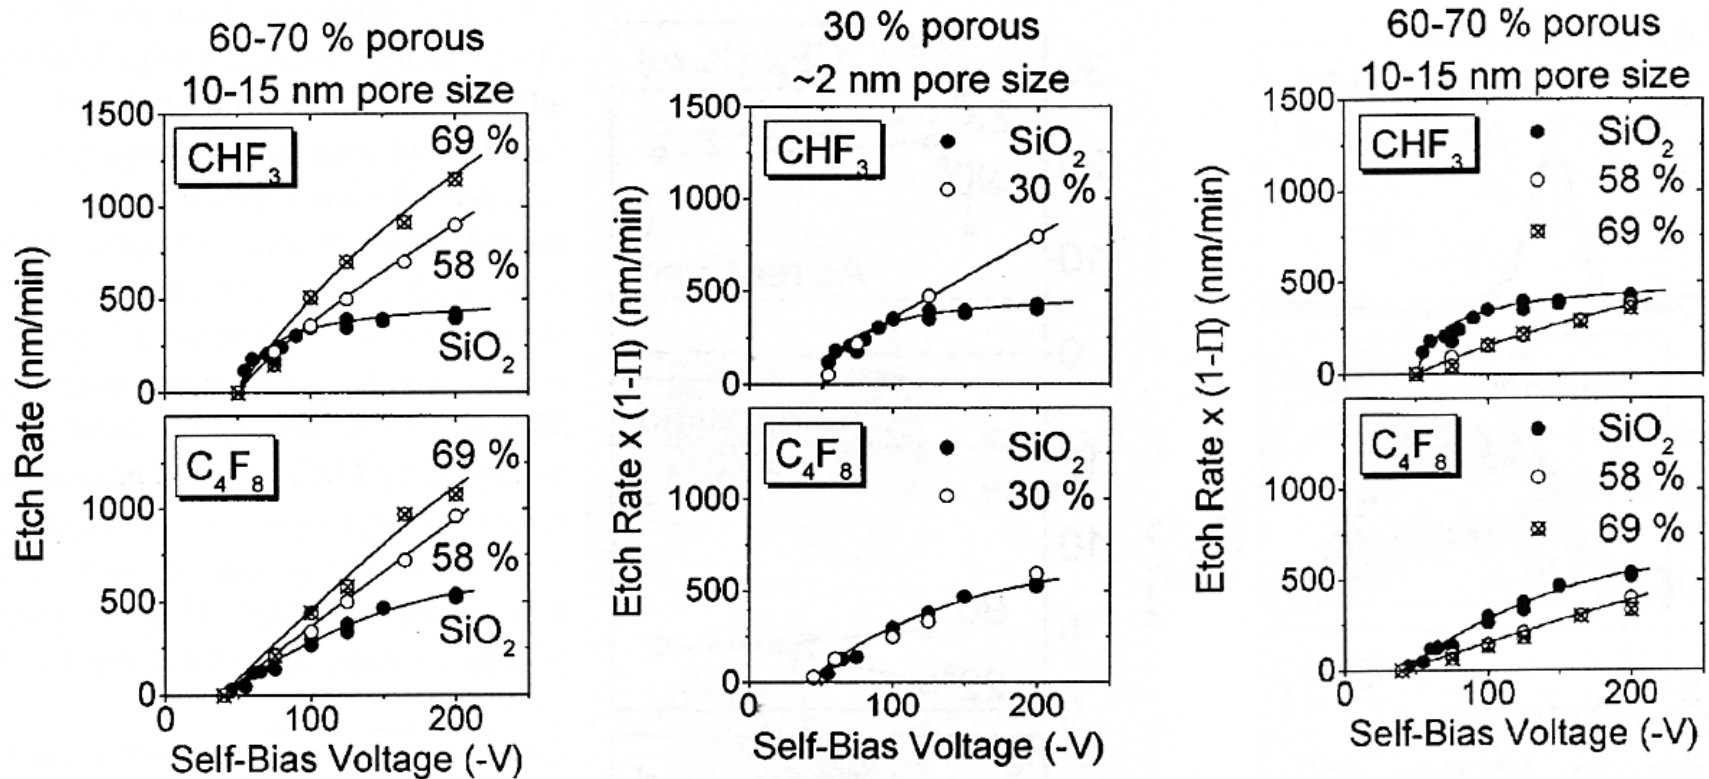 60-70 % porous
10-15 nm pore size
Etch Rate (nm/min)
1500
1000
500
0
CHF3
69 %
58 %
SiO2
1000
500
0
C4F8
69 %
58 %
SiO2
0 100 200
Self-Bias Voltage (-V)
30 % porous
~2 nm pore size
Etch Rate x (1-Π) (nm/min)
1500
1000
500
0
CHF3
SiO2
30 %
1000
500
0
C4F8
SiO2
30 %
0 100 200
Self-Bias Voltage (-V)
60-70 % porous
10-15 nm pore size
Etch Rate x (1-Π) (nm/min)
1500
1000
500
0
CHF3
SiO2
58 %
69 %
1000
500
0
C4F8
SiO2
58 %
69 %
0 100 200
Self-Bias Voltage (-V)